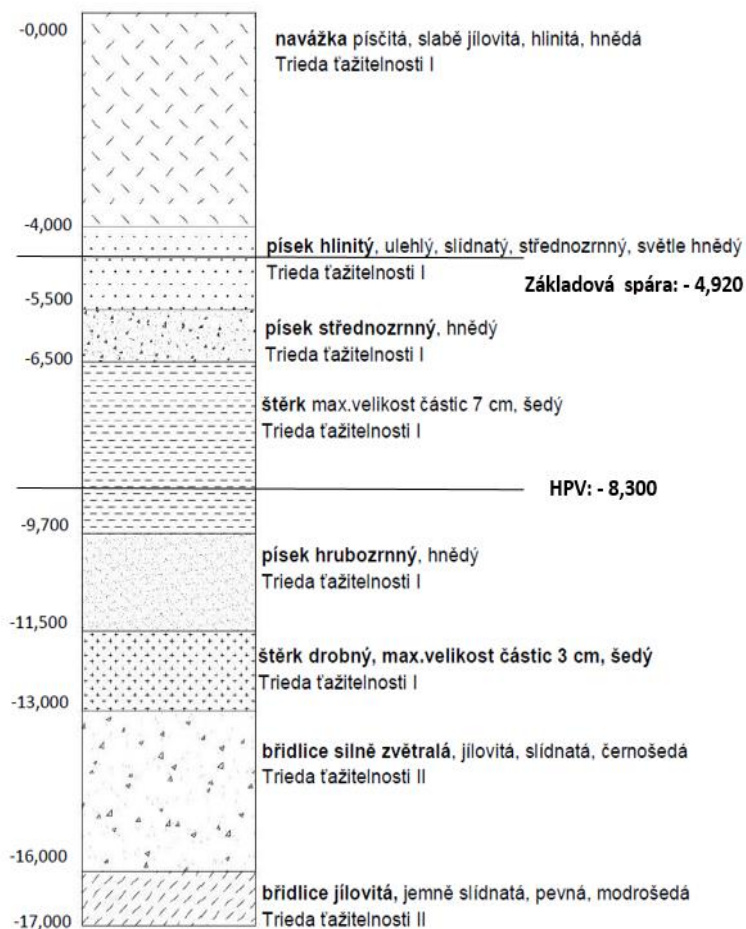 -0,000
navážka písčitá, slabě jílovitá, hlinitá, hnědá
Trieda ťažitelnosti I
-4,000
písek hlinitý, ulehlý, slídnatý, střednozrnný, světle hnědý
Trieda ťažitelnosti I
Základová spára: - 4,920
-5,500
písek střednozrnný, hnědý
Trieda ťažitelnosti I
-6,500
štěrk max.velikost částic 7 cm, šedý
Trieda ťažitelnosti I
HPV: - 8,300
-9,700
písek hrubozrnný, hnědý
Trieda ťažitelnosti I
-11,500
štěrk drobný, max.velikost částic 3 cm, šedý
Trieda ťažitelnosti I
-13,000
břidlice silně zvětralá, jílovitá, slídnatá, černošedá
Trieda ťažitelnosti II
-16,000
břidlice jílovitá, jemně slídnatá, pevná, modrošedá
Trieda ťažitelnosti II
-17,000